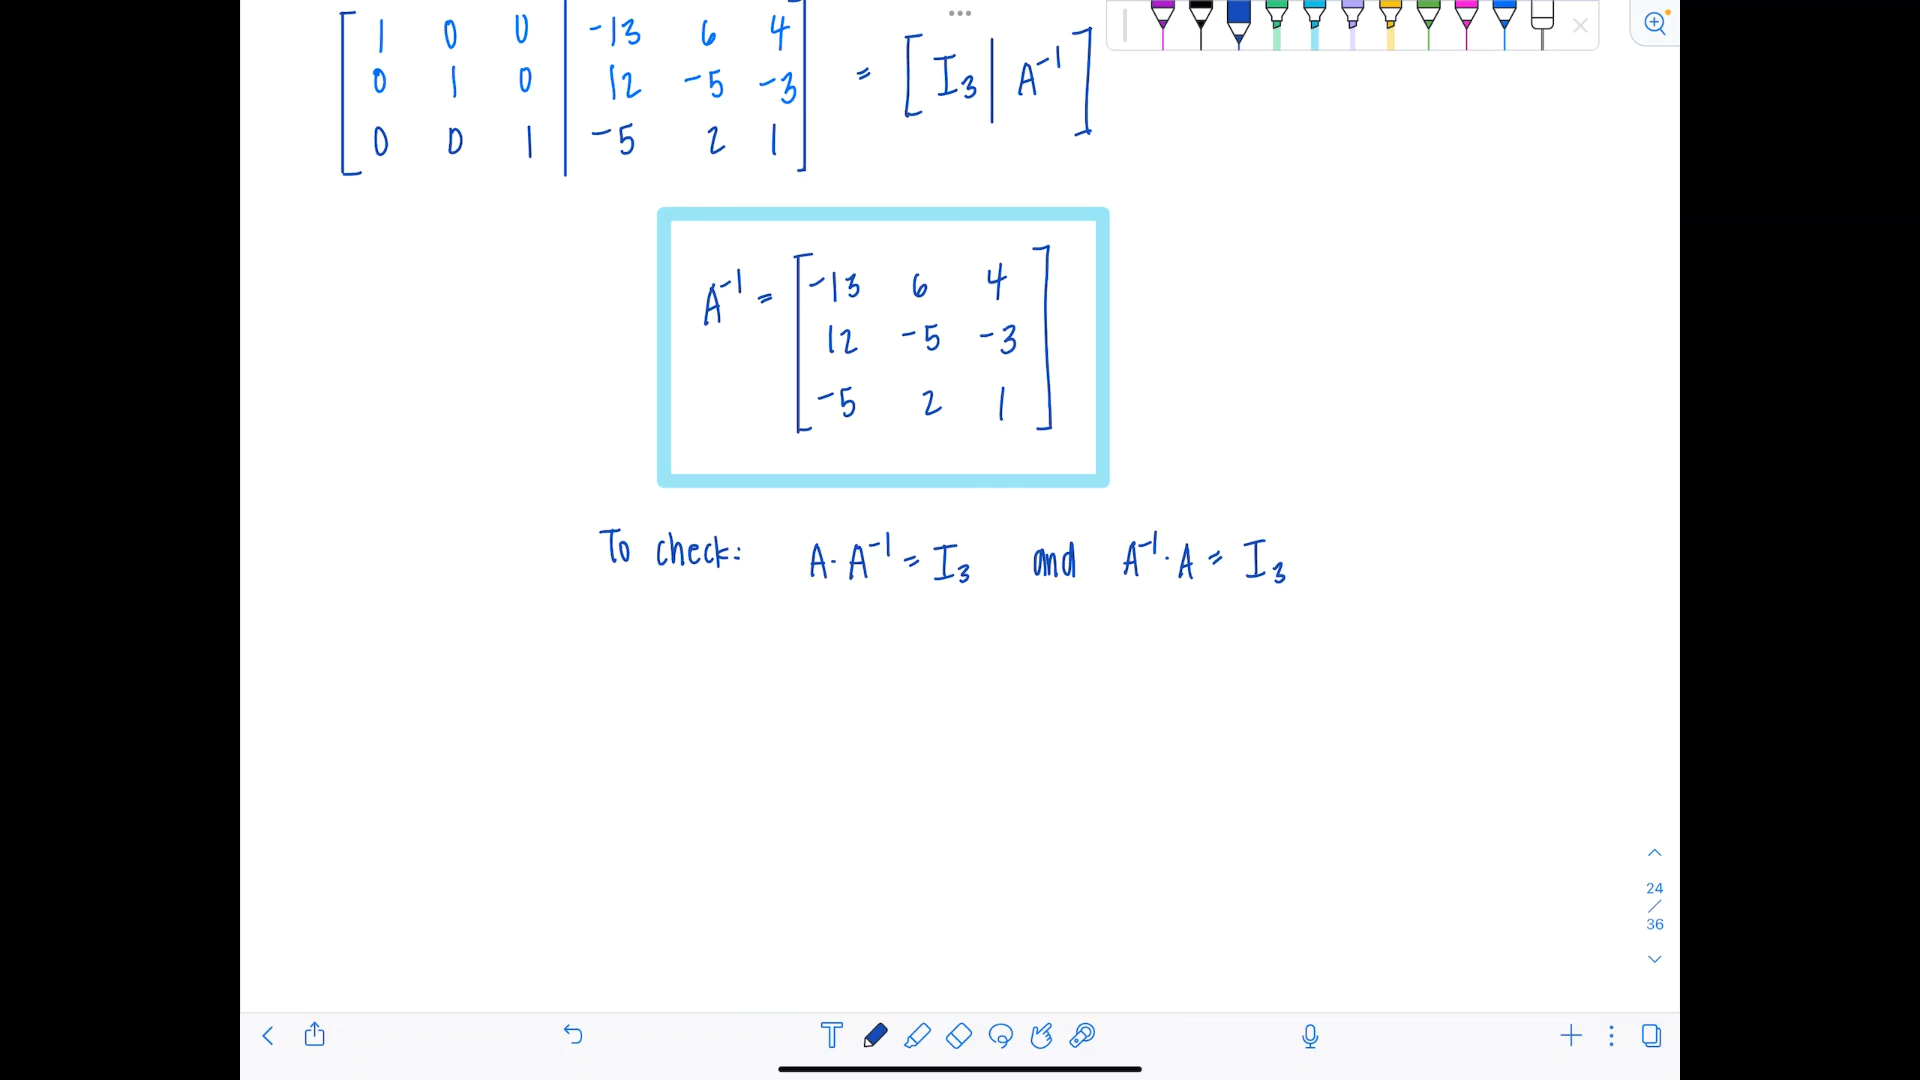 [ 1 0 0 | -13 6 4 ]
[ 0 1 0 | 12 -5 -3 ] = [ I₃ | A⁻¹ ]
[ 0 0 1 | -5 2 1 ]
A⁻¹ = [ -13 6 4 ]
[ 12 -5 -3 ]
[ -5 2 1 ]
To check: A · A⁻¹ = I₃ and A⁻¹ · A = I₃
24
/
36
T